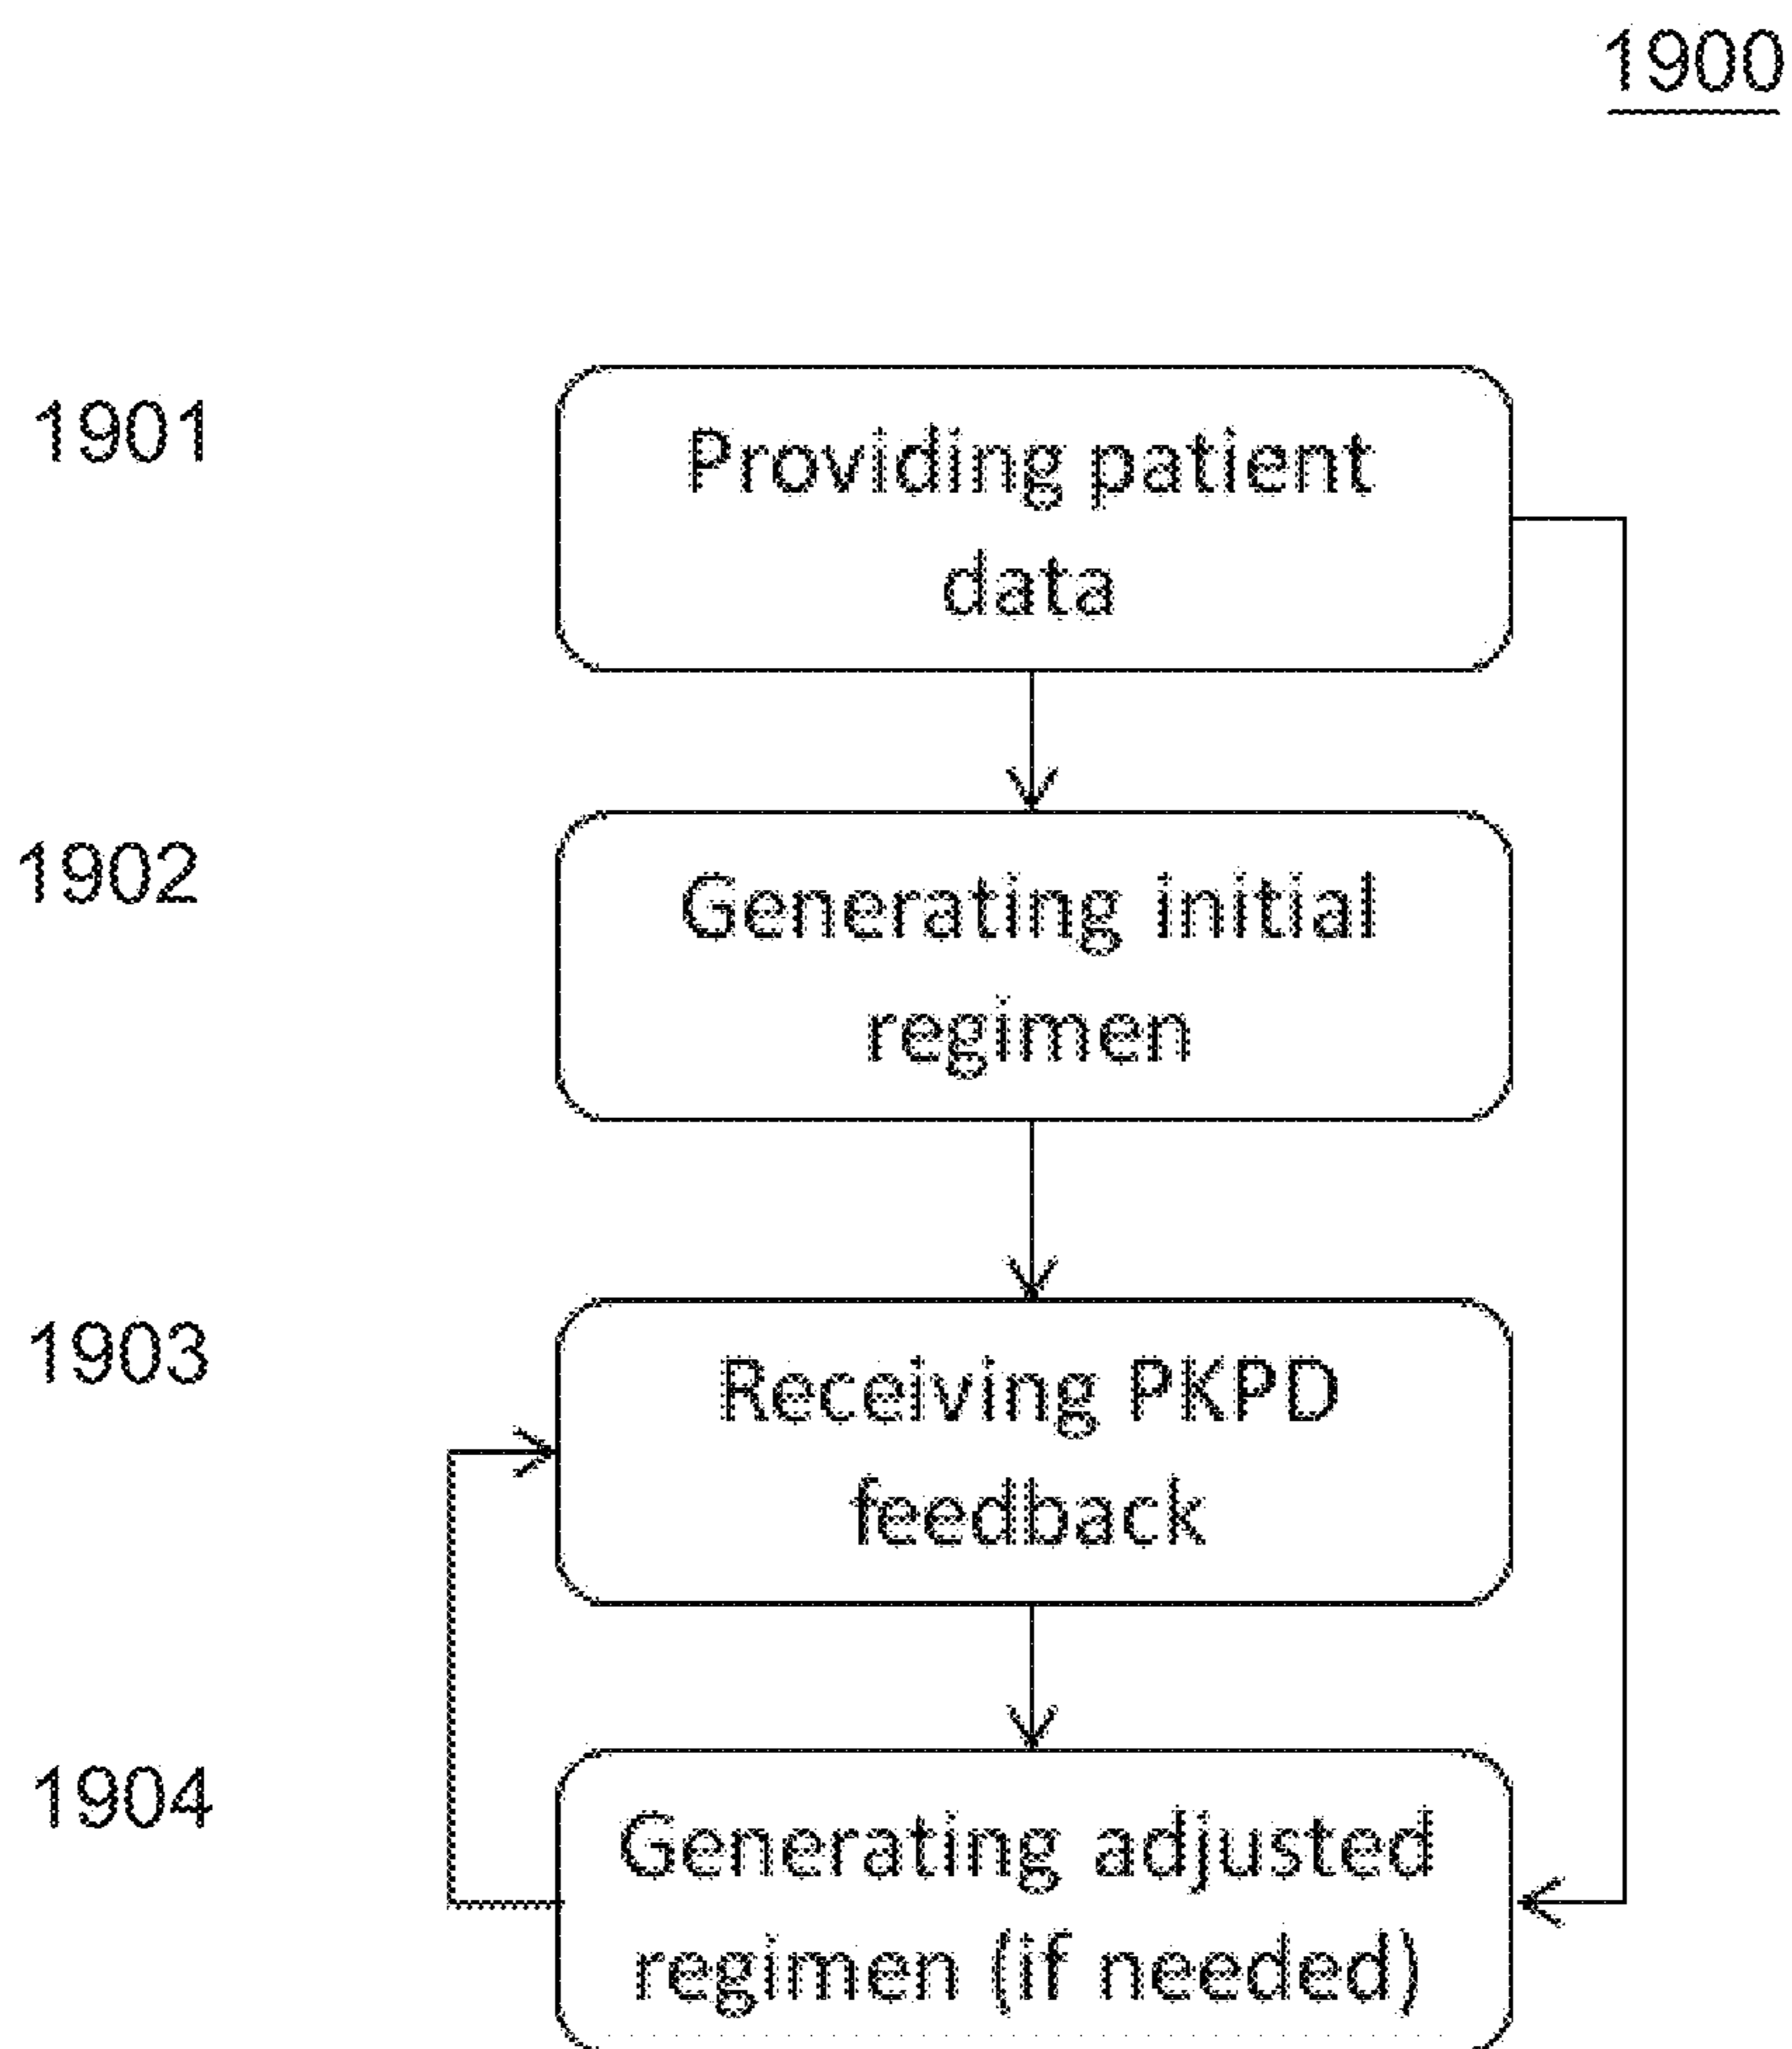 1900
1901
Providing patient
data
1902
Generating initial
regimen
1903
Receiving PKPD
feedback
1904
Generating adjusted
regimen (if needed)